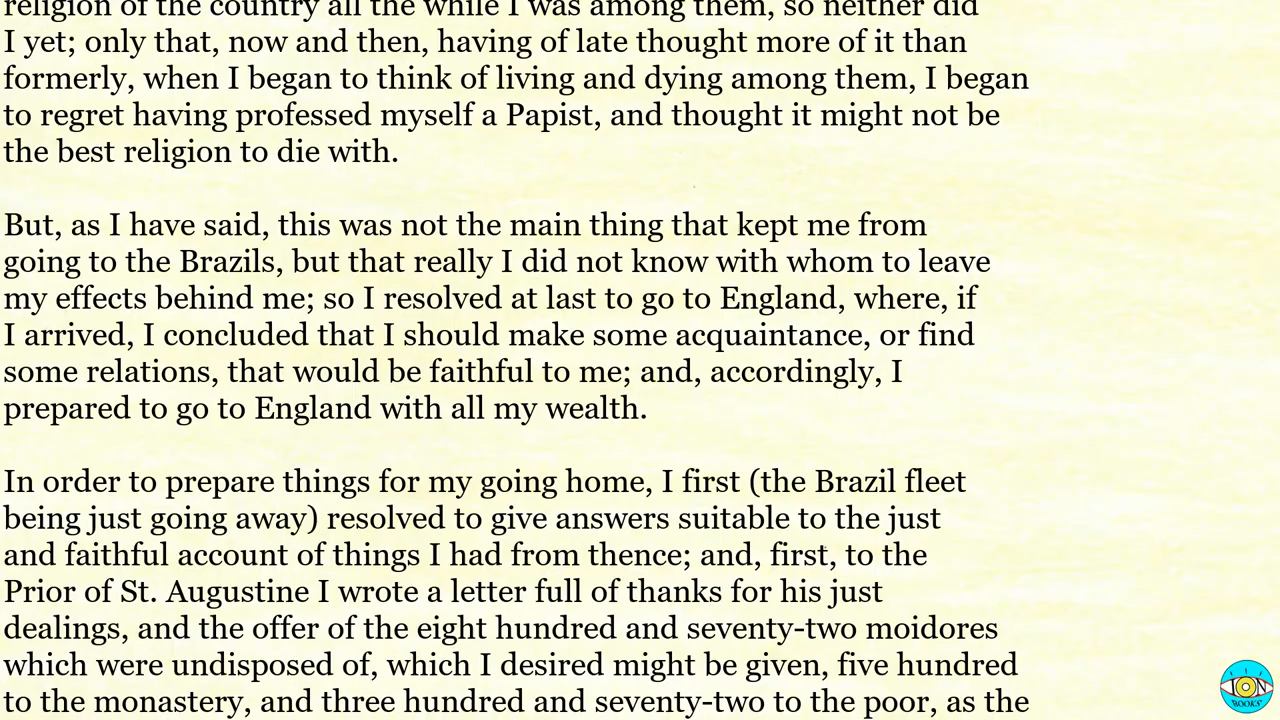 religion of the country all the while I was among them, so neither did
I yet; only that, now and then, having of late thought more of it than
formerly, when I began to think of living and dying among them, I began
to regret having professed myself a Papist, and thought it might not be
the best religion to die with.
But, as I have said, this was not the main thing that kept me from
going to the Brazils, but that really I did not know with whom to leave
my effects behind me; so I resolved at last to go to England, where, if
I arrived, I concluded that I should make some acquaintance, or find
some relations, that would be faithful to me; and, accordingly, I
prepared to go to England with all my wealth.
In order to prepare things for my going home, I first (the Brazil fleet
being just going away) resolved to give answers suitable to the just
and faithful account of things I had from thence; and, first, to the
Prior of St. Augustine I wrote a letter full of thanks for his just
dealings, and the offer of the eight hundred and seventy-two moidores
which were undisposed of, which I desired might be given, five hundred
to the monastery, and three hundred and seventy-two to the poor, as the
ION
BOOKS